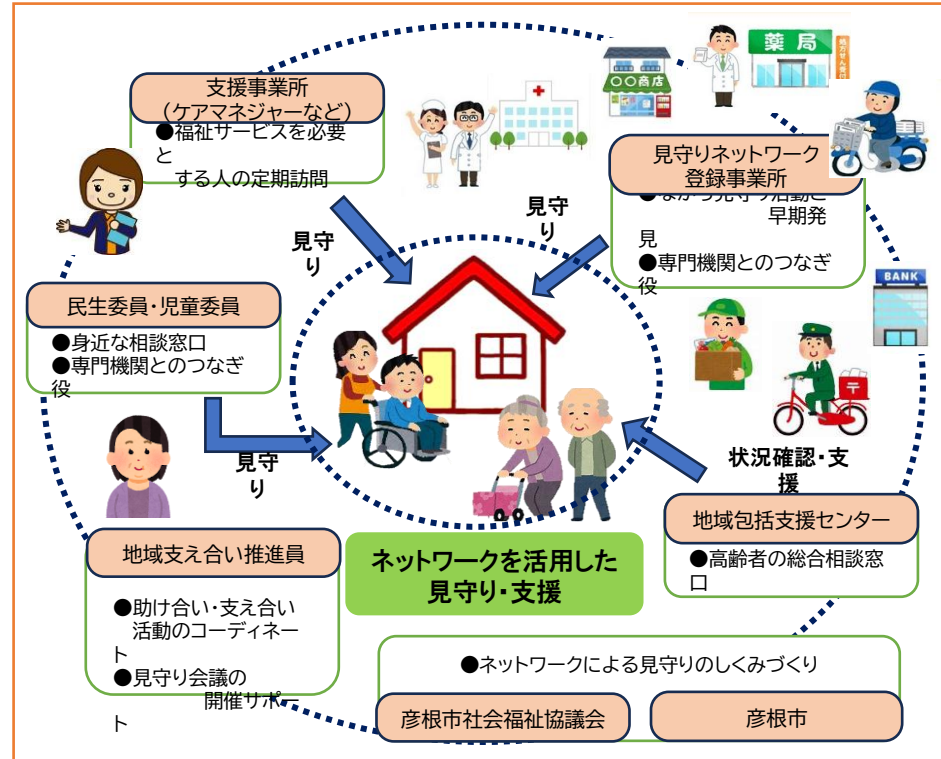 支援事業所
(ケアマネジャーなど)
●福祉サービスを必要
と
する人の定期訪問
〇〇商店
薬局
処方せん受付
見守りネットワーク
登録事業所
早期発
見
●専門機関とのつなぎ
役
見守
り
見守
り
BANK
民生委員・児童委員
●身近な相談窓口
●専門機関とのつなぎ
役
見守
り
〒
状況確認・支
援
地域包括支援センター
●高齢者の総合相談窓
口
地域支え合い推進員
●助け合い・支え合い
活動のコーディネー
ト
●見守り会議の
開催サポー
ト
ネットワークを活用した
見守り・支援
●ネットワークによる見守りのしくみづくり
彦根市社会福祉協議会
彦根市